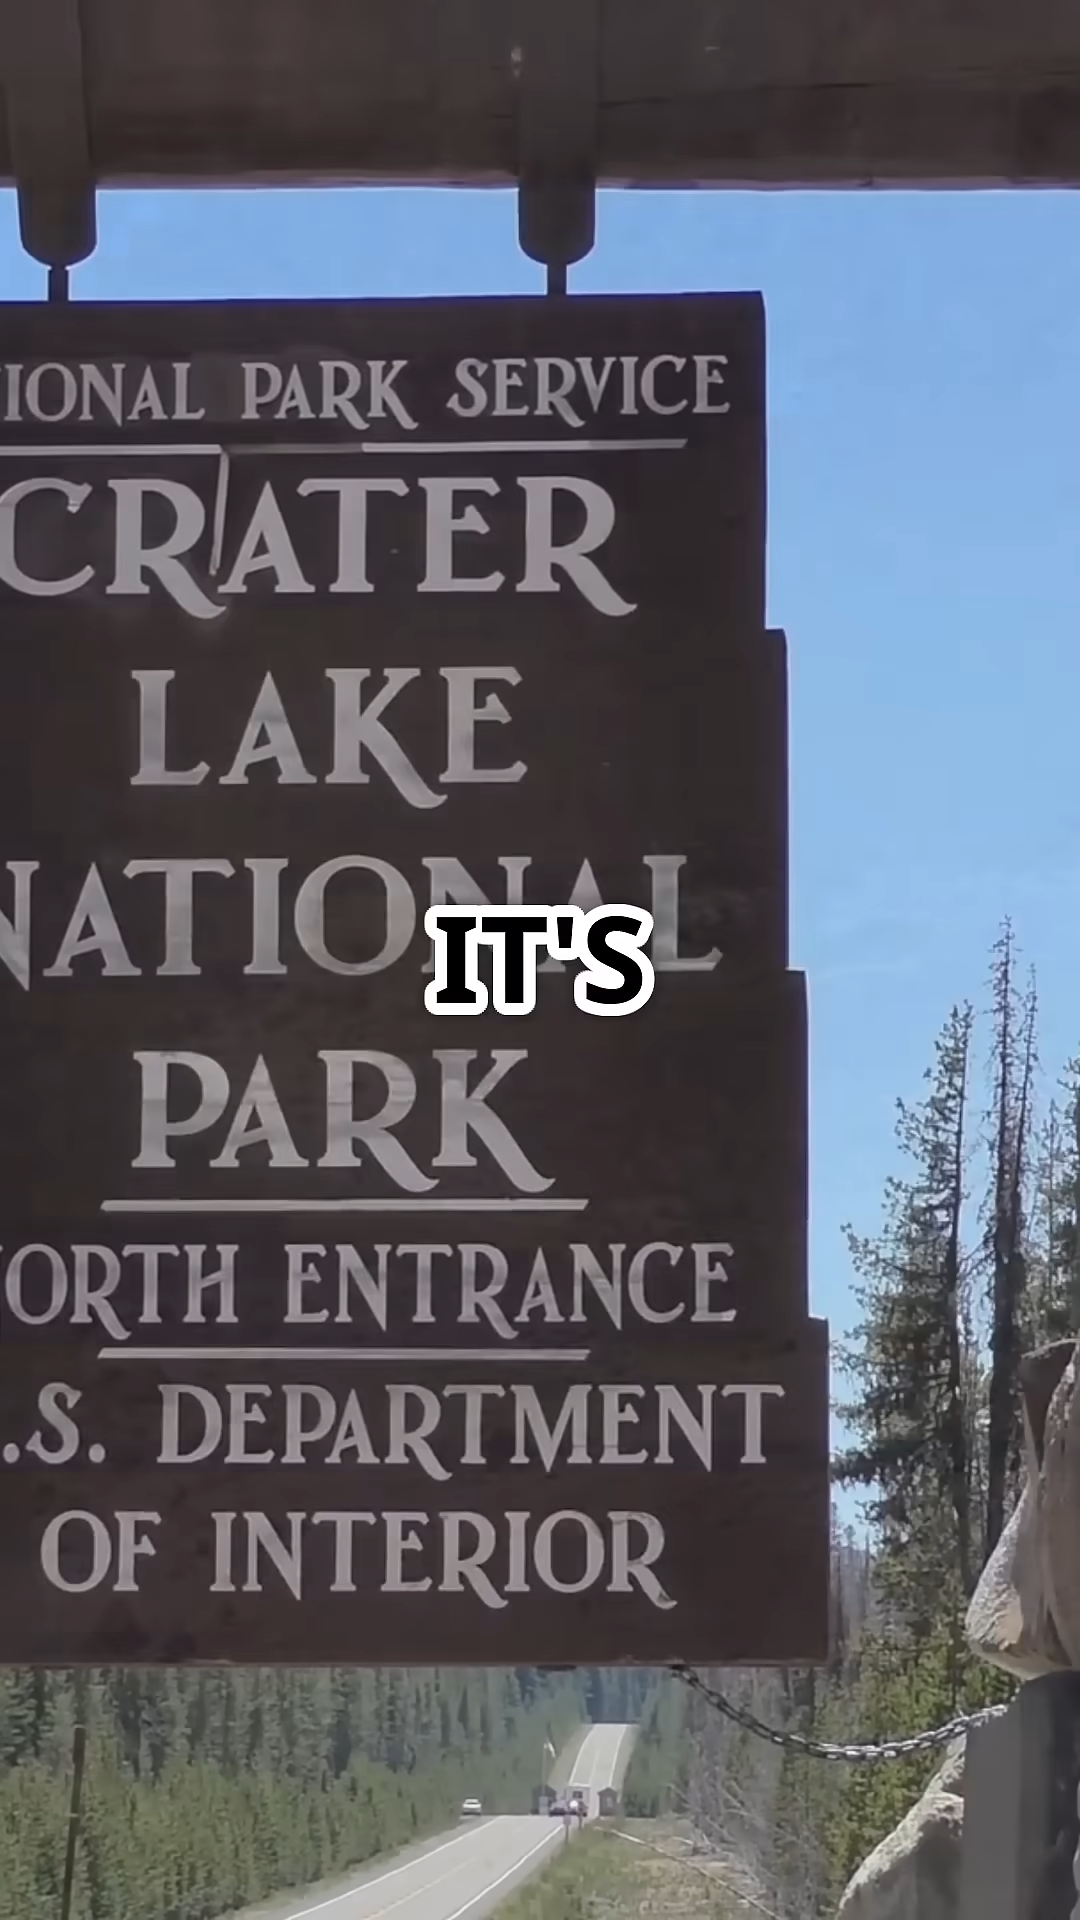 IONAL PARK SERVICE
CRATER
LAKE
NATIONAL
IT'S
PARK
ORTH ENTRANCE
.S. DEPARTMENT
OF INTERIOR